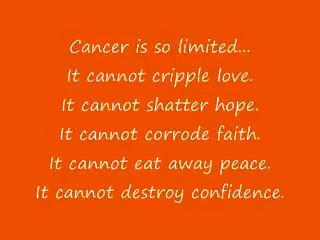 Cancer is so limited...
It cannot cripple love.
It cannot shatter hope.
It cannot corrode faith.
It cannot eat away peace.
It cannot destroy confidence.